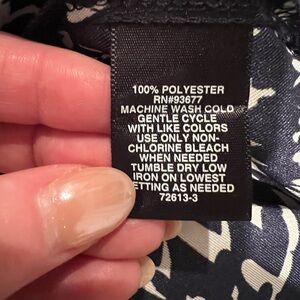 100% POLYESTER
RN#93677
MACHINE WASH COLD
GENTLE CYCLE
WITH LIKE COLORS
USE ONLY NON-
CHLORINE BLEACH
WHEN NEEDED
TUMBLE DRY LOW
IRON ON LOWEST
ETTING AS NEEDED
72613-3